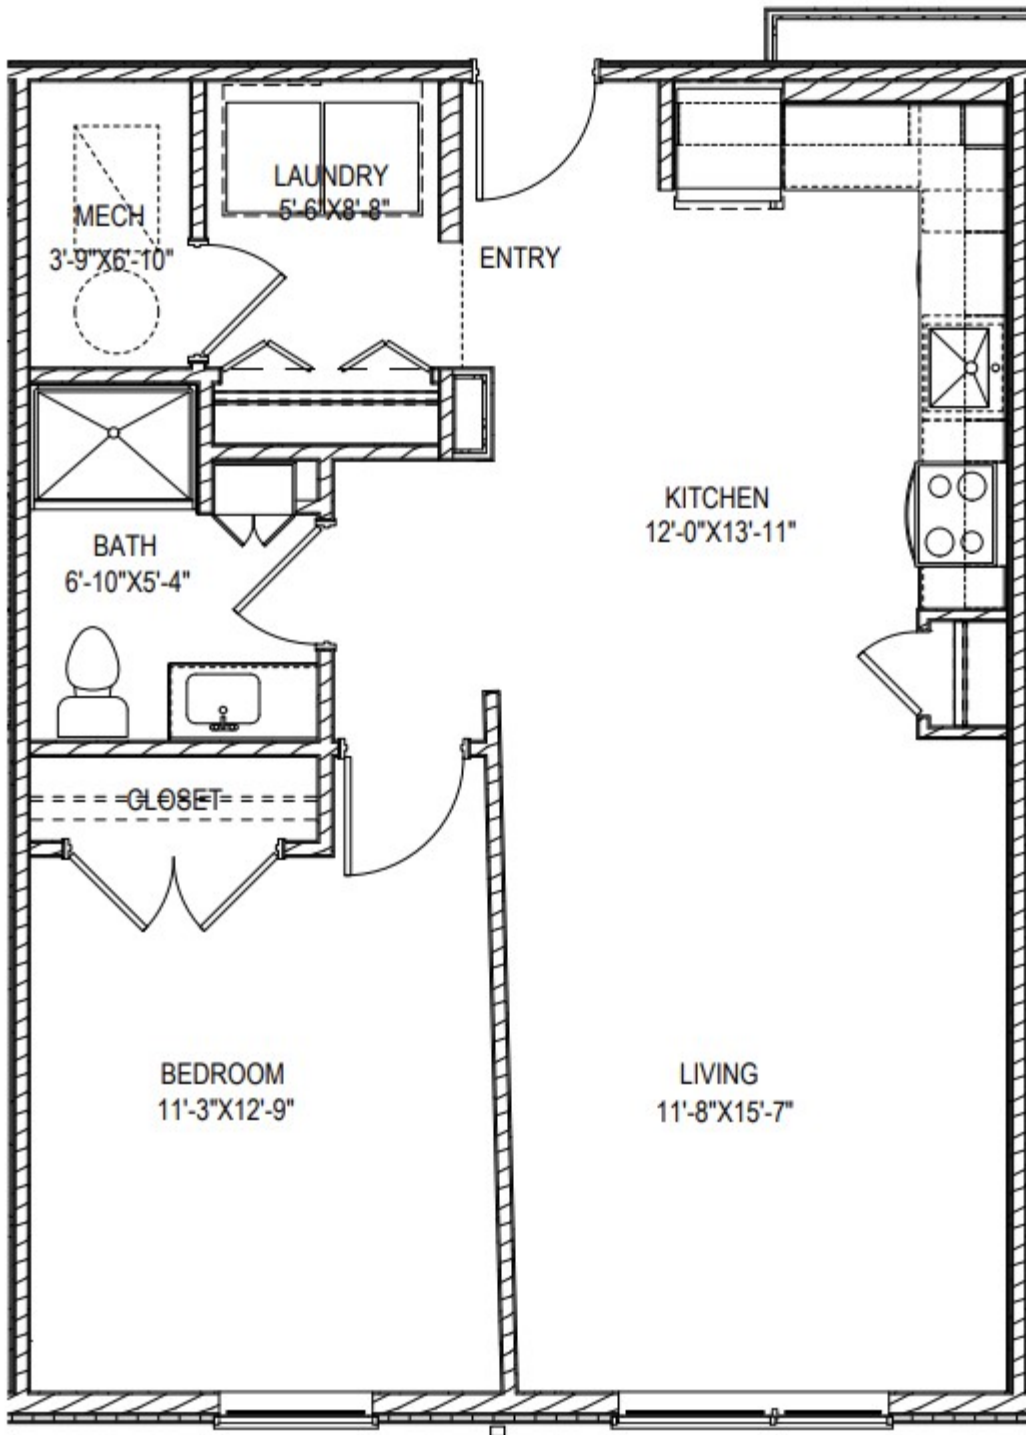 LAUNDRY
5'-6"X8'-8"
MECH
3'-9"X6'-10"
ENTRY
KITCHEN
12'-0"X13'-11"
BATH
6'-10"X5'-4"
CLOSET
BEDROOM
11'-3"X12'-9"
LIVING
11'-8"X15'-7"